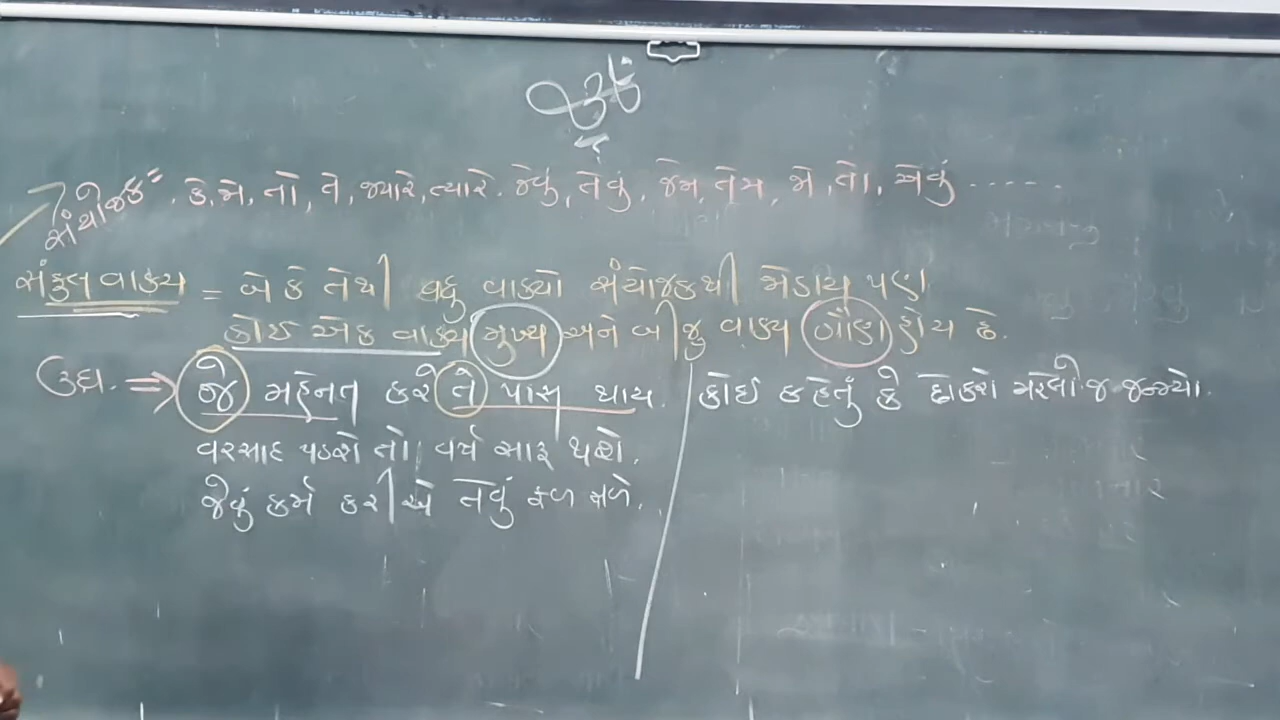 સંયોજક = કે, જે, તો, તે, જ્યારે, ત્યારે. જેવું, તેવું, જેમ, તેમ, જે, તો, એવું ......
સંકુલ વાક્ય = બે કે તેથી વધુ વાક્યો સંયોજકથી જોડાય પણ
કોઈ એક વાક્ય મુખ્ય અને બીજુ વાક્ય ગૌણ હોય છે.
ઉદા. ⇒ જે મહેનત કરે તે પાસ થાય.
વરસાદ પડશે તો વર્ષ સારૂ થશે.
જેવું કર્મ કરીએ તેવું ફળ મળે.
કોઈ કહેતું કે છોકરો મરેલો જ જન્મ્યો.